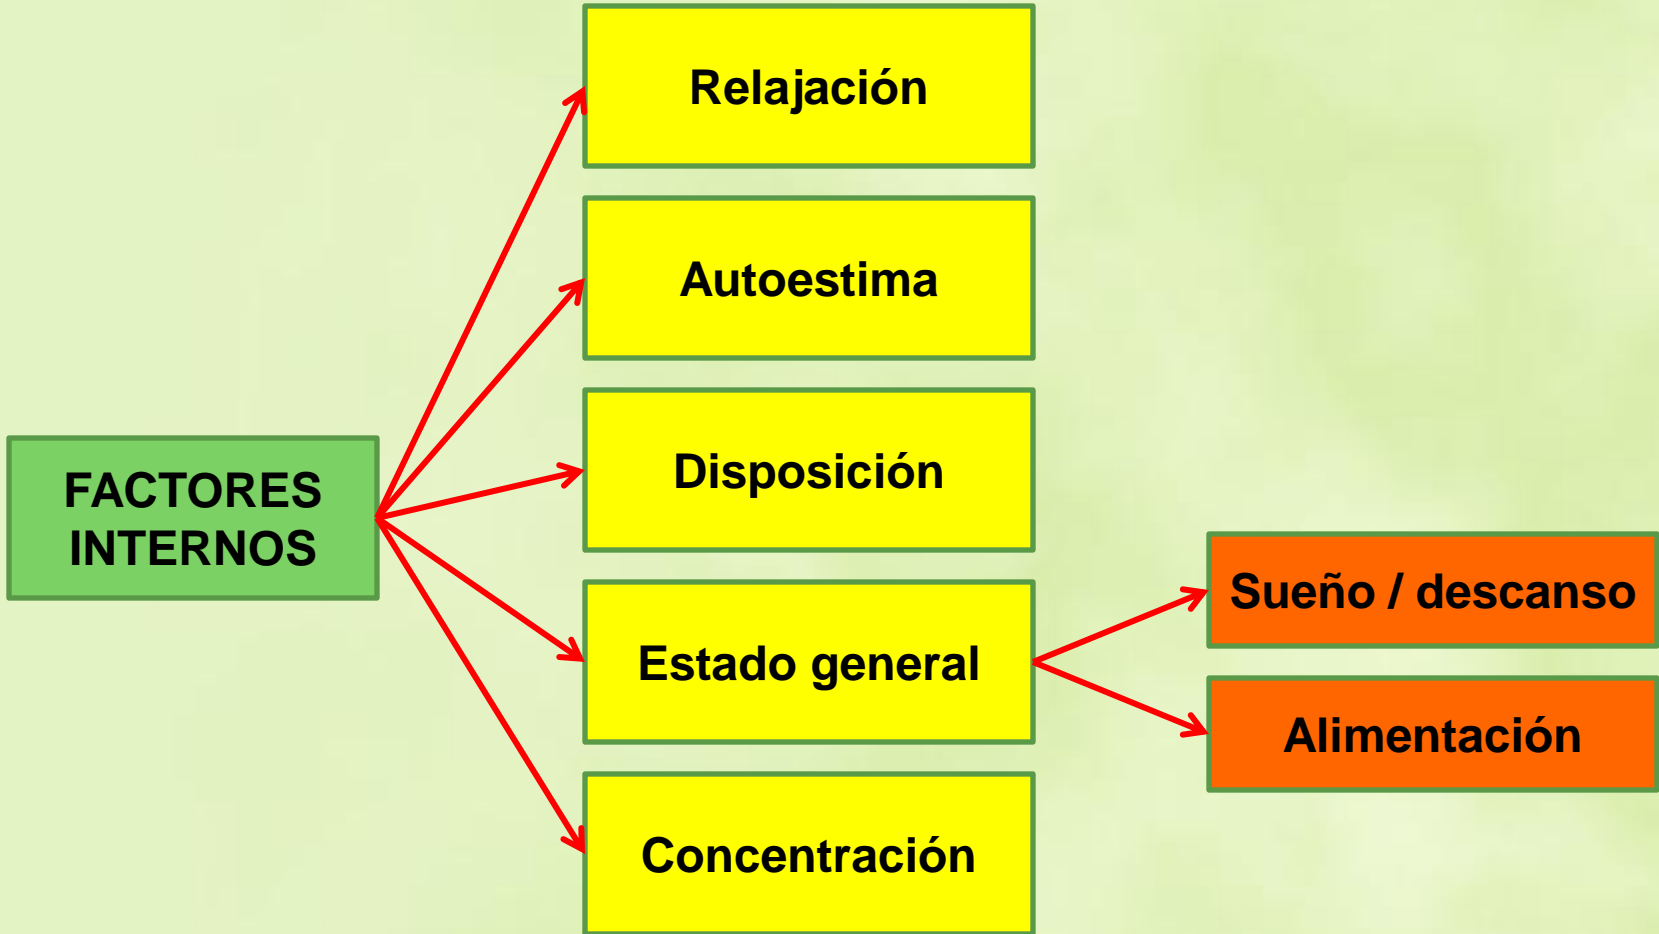 FACTORES
INTERNOS
Relajación
Autoestima
Disposición
Estado general
Concentración
Sueño / descanso
Alimentación